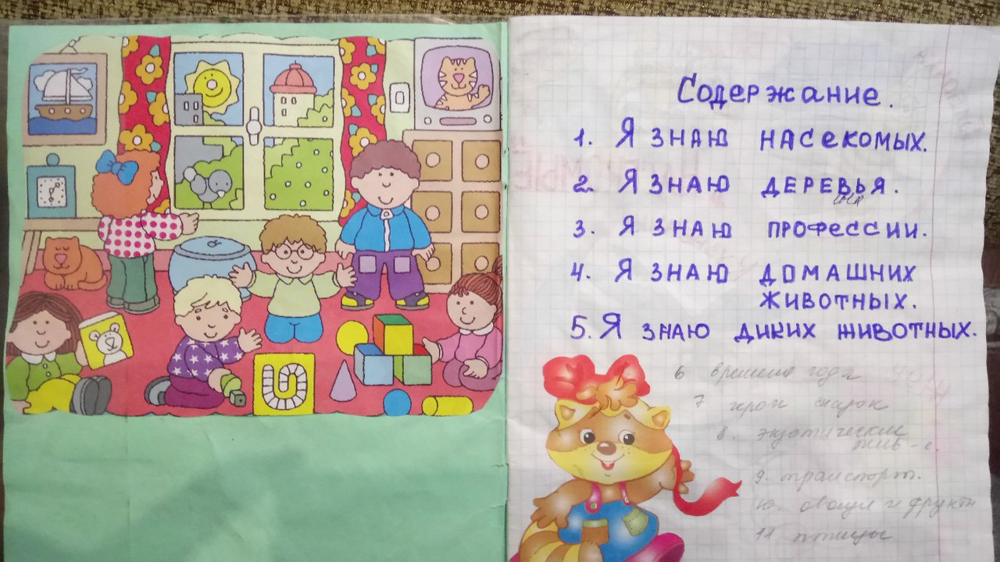 Содержание.
1. Я знаю насекомых.
2. Я знаю деревья.
3. Я знаю профессии.
4. Я знаю домашних
животных.
5. Я знаю диких животных.
6 времена года
7 герои сказок
8. экзотические
жив-е
9. транспорт.
10. овощи и фрукты
11 птицы